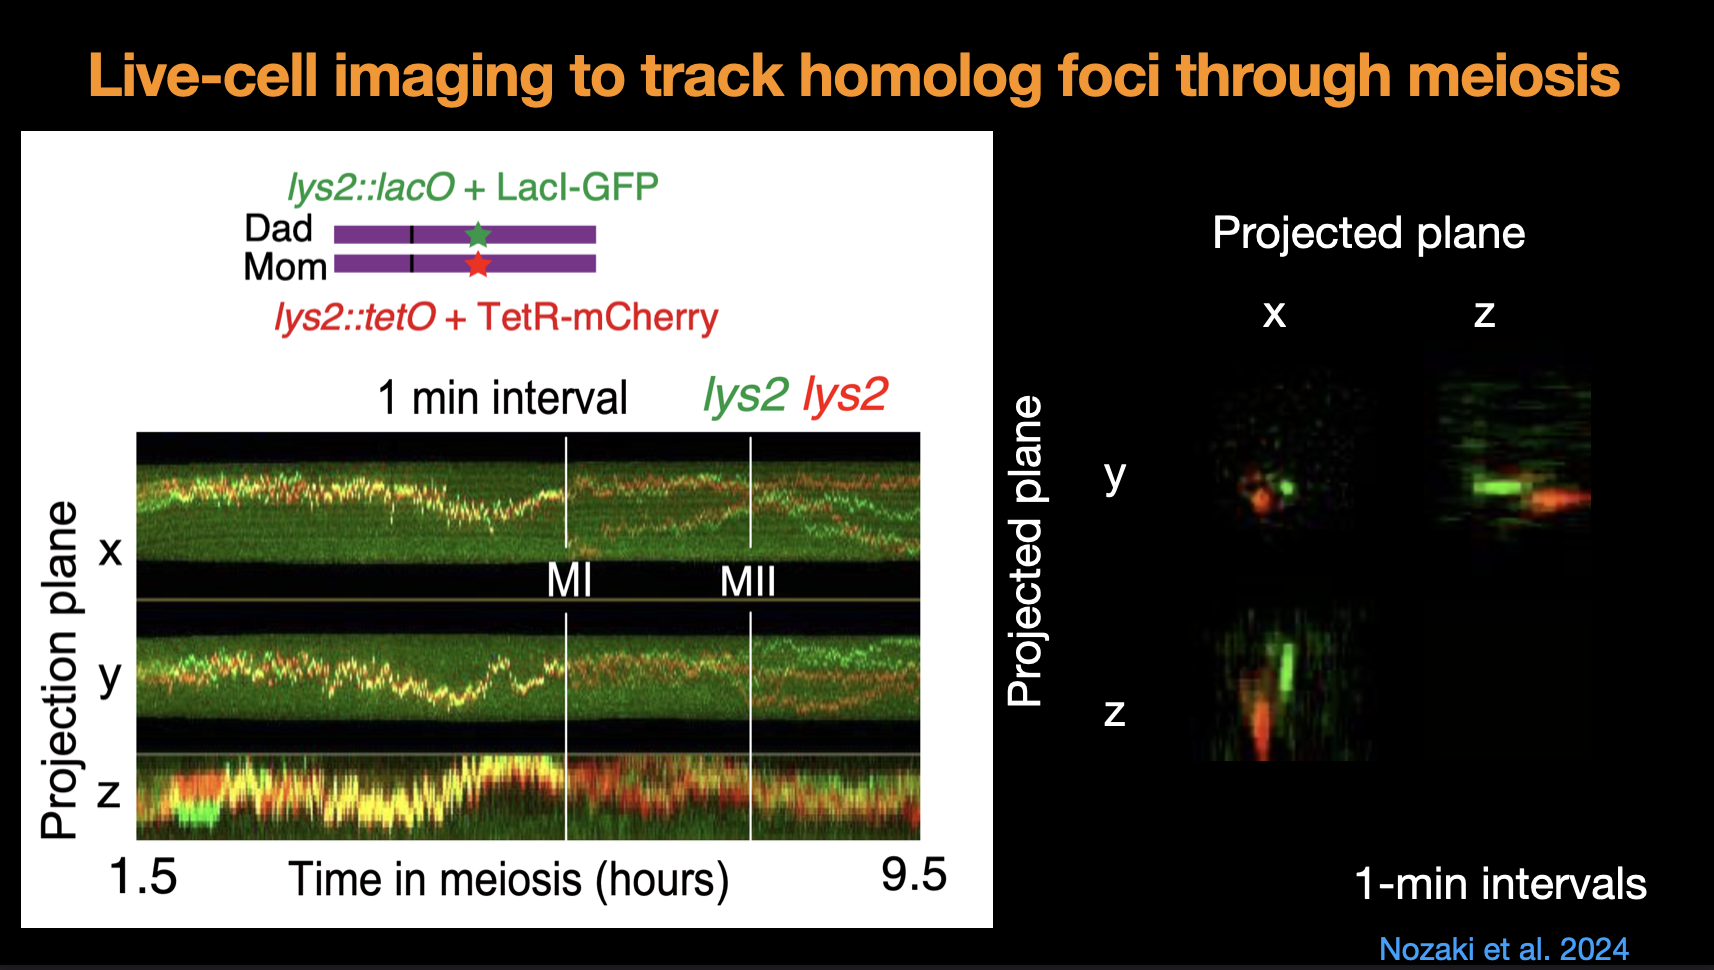 Live-cell imaging to track homolog foci through meiosis
lys2::lacO + LacI-GFP
Dad
Mom
lys2::tetO + TetR-mCherry
1 min interval
lys2 lys2
Projection plane
x
MI
MII
y
z
1.5
Time in meiosis (hours)
9.5
Projected plane
x
z
Projected plane
y
z
1-min intervals
Nozaki et al. 2024